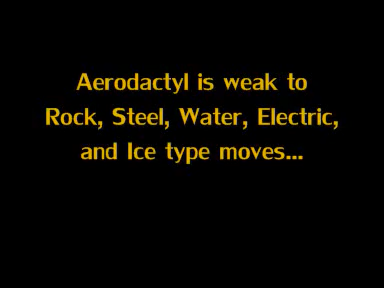 Aerodactyl is weak to
Rock, Steel, Water, Electric,
and Ice type moves...